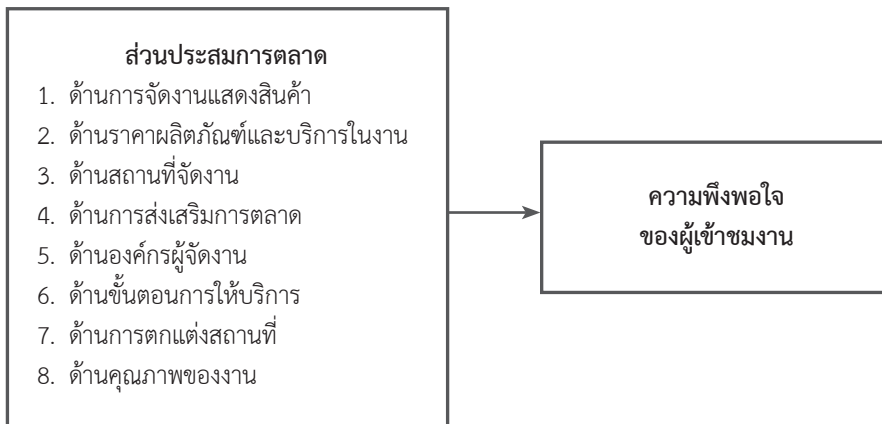 ส่วนประสมการตลาด
1. ด้านการจัดงานแสดงสินค้า
2. ด้านราคาผลิตภัณฑ์และบริการในงาน
3. ด้านสถานที่จัดงาน
4. ด้านการส่งเสริมการตลาด
5. ด้านองค์กรผู้จัดงาน
6. ด้านขั้นตอนการให้บริการ
7. ด้านการตกแต่งสถานที่
8. ด้านคุณภาพของงาน
ความพึงพอใจ
ของผู้เข้าชมงาน